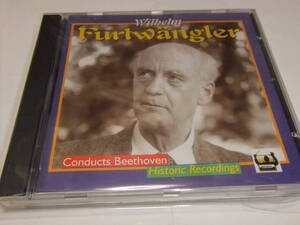 Wilhelm
Furtwängler
Conducts Beethoven
Historic Recordings